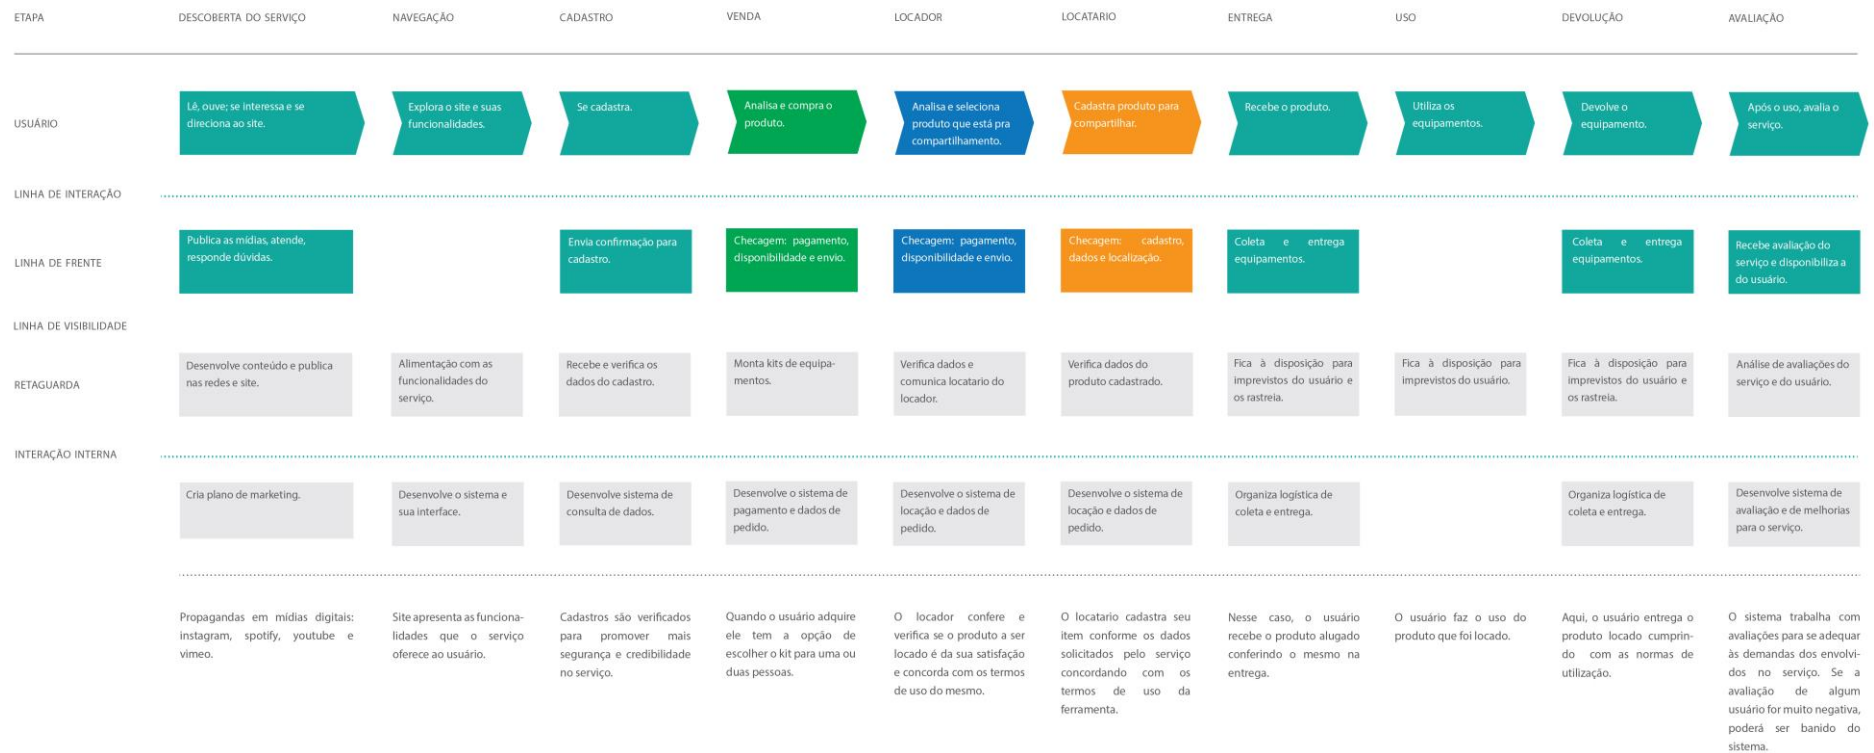 ETAPA
DESCOBERTA DO SERVIÇO
NAVEGAÇÃO
CADASTRO
VENDA
LOCADOR
LOCATARIO
ENTREGA
USO
DEVOLUÇÃO
AVALIAÇÃO
USUÁRIO
Lê, ouve; se interessa e se
direciona ao site.
Explora o site e suas
funcionalidades.
Se cadastra.
Analisa e compra o
produto.
Analisa e seleciona
produto que está pra
compartilhamento.
Cadastra produto para
compartilhar.
Recebe o produto.
Utiliza os
equipamentos.
Devolve o
equipamento.
Após o uso, avalia o
serviço.
LINHA DE INTERAÇÃO
LINHA DE FRENTE
Publica as mídias, atende,
responde dúvidas.
Envia confirmação para
cadastro.
Checagem: pagamento,
disponibilidade e envio.
Checagem: pagamento,
disponibilidade e envio.
Checagem: cadastro,
dados e localização.
Coleta e entrega
equipamentos.
Coleta e entrega
equipamentos.
Recebe avaliação do
serviço e disponibiliza a
do usuário.
LINHA DE VISIBILIDADE
RETAGUARDA
Desenvolve conteúdo e publica
nas redes e site.
Alimentação com as
funcionalidades do
serviço.
Recebe e verifica os
dados do cadastro.
Monta kits de equipa-
mentos.
Verifica dados e
comunica locatario do
locador.
Verifica dados do
produto cadastrado.
Fica à disposição para
imprevistos do usuário e
os rastreia.
Fica à disposição para
imprevistos do usuário.
Fica à disposição para
imprevistos do usuário e
os rastreia.
Análise de avaliações do
serviço e do usuário.
INTERAÇÃO INTERNA
Cria plano de marketing.
Desenvolve o sistema e
sua interface.
Desenvolve sistema de
consulta de dados.
Desenvolve o sistema de
pagamento e dados de
pedido.
Desenvolve o sistema de
locação e dados de
pedido.
Desenvolve o sistema de
locação e dados de
pedido.
Organiza logística de
coleta e entrega.
Organiza logística de
coleta e entrega.
Desenvolve sistema de
avaliação e de melhorias
para o serviço.
Propagandas em mídias digitais:
instagram, spotify, youtube e
vimeo.
Site apresenta as funciona-
lidades que o serviço
oferece ao usuário.
Cadastros são verificados
para promover mais
segurança e credibilidade
no serviço.
Quando o usuário adquire
ele tem a opção de
escolher o kit para uma ou
duas pessoas.
O locador confere e
verifica se o produto a ser
locado é da sua satisfação
e concorda com os termos
de uso do mesmo.
O locatario cadastra seu
item conforme os dados
solicitados pelo serviço
concordando com os
termos de uso da
ferramenta.
Nesse caso, o usuário
recebe o produto alugado
conferindo o mesmo na
entrega.
O usuário faz o uso do
produto que foi locado.
Aqui, o usuário entrega o
produto locado cumprin-
do com as normas de
utilização.
O sistema trabalha com
avaliações para se adequar
às demandas dos envolvi-
dos no serviço. Se a
avaliação de algum
usuário for muito negativa,
poderá ser banido do
sistema.